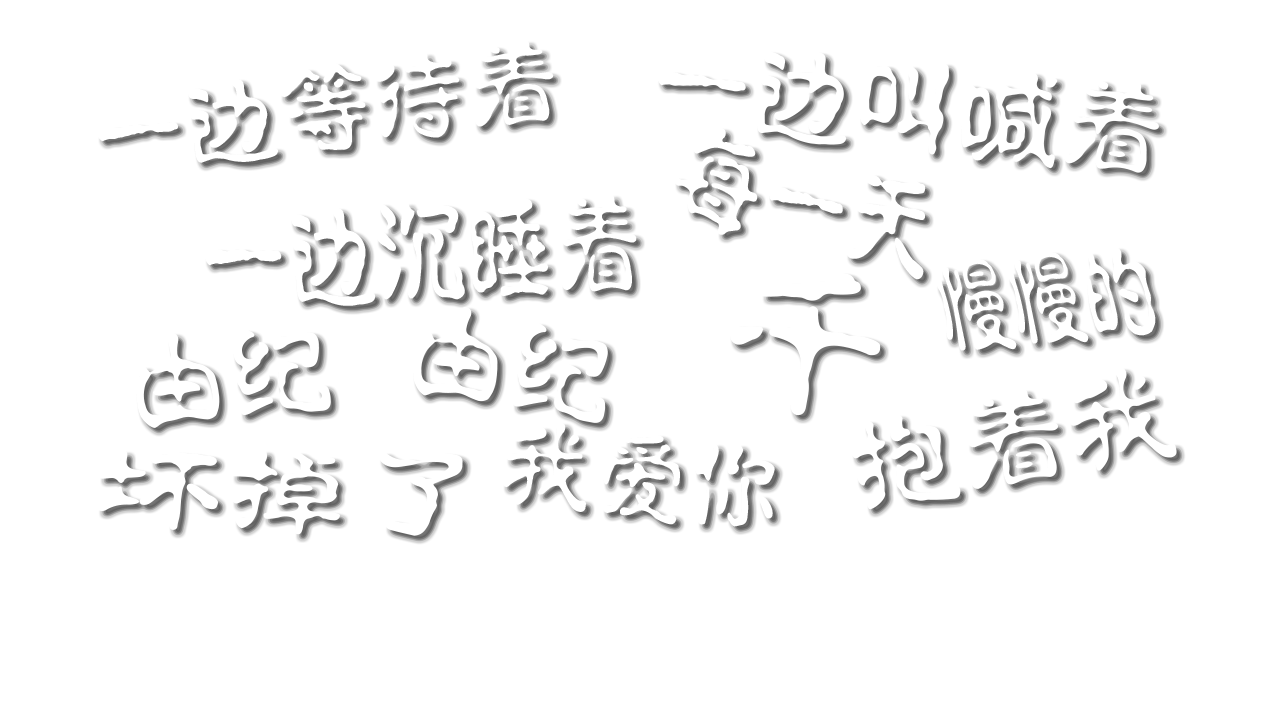 一边等待着
一边叫喊着
每一天
一边沉睡着
慢慢的
由纪 由纪
干
坏掉了
我爱你
抱着我